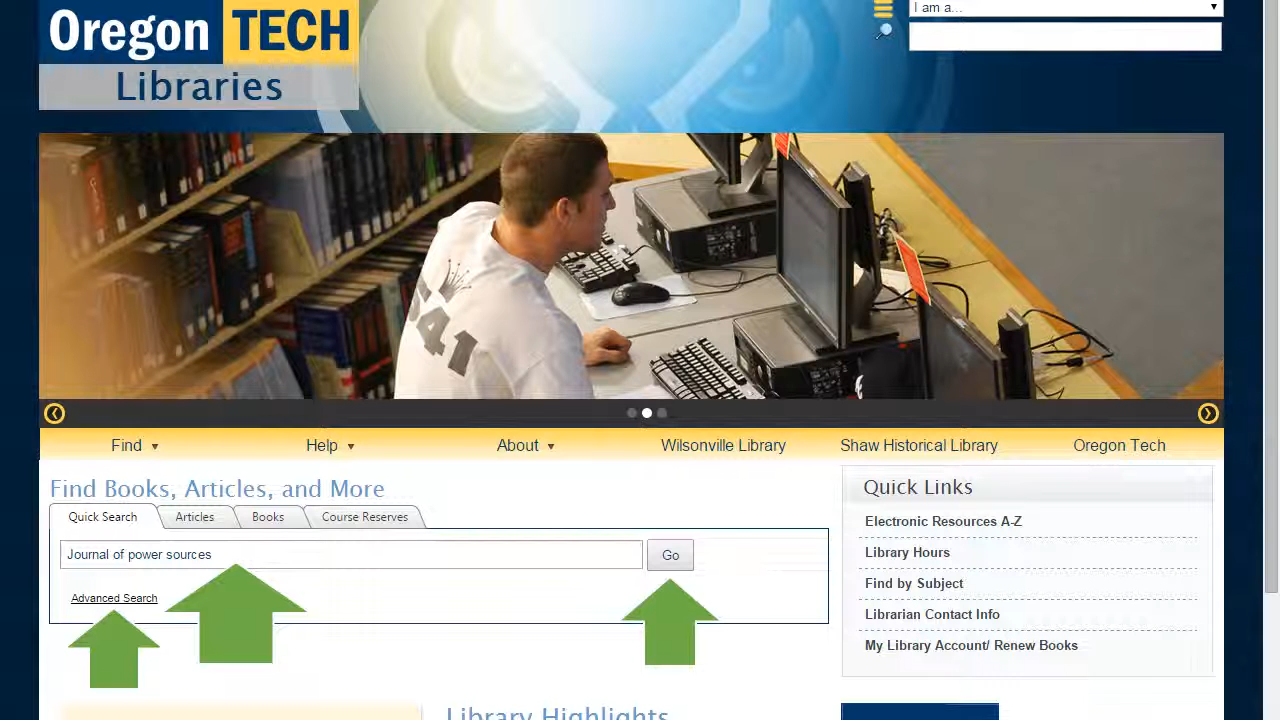 Oregon TECH
Libraries
I am a...
41
Find
Help
About
Wilsonville Library
Shaw Historical Library
Oregon Tech
Find Books, Articles, and More
Quick Search
Articles
Books
Course Reserves
Journal of power sources
Go
Advanced Search
Quick Links
Electronic Resources A-Z
Library Hours
Find by Subject
Librarian Contact Info
My Library Account/ Renew Books
Library Highlights